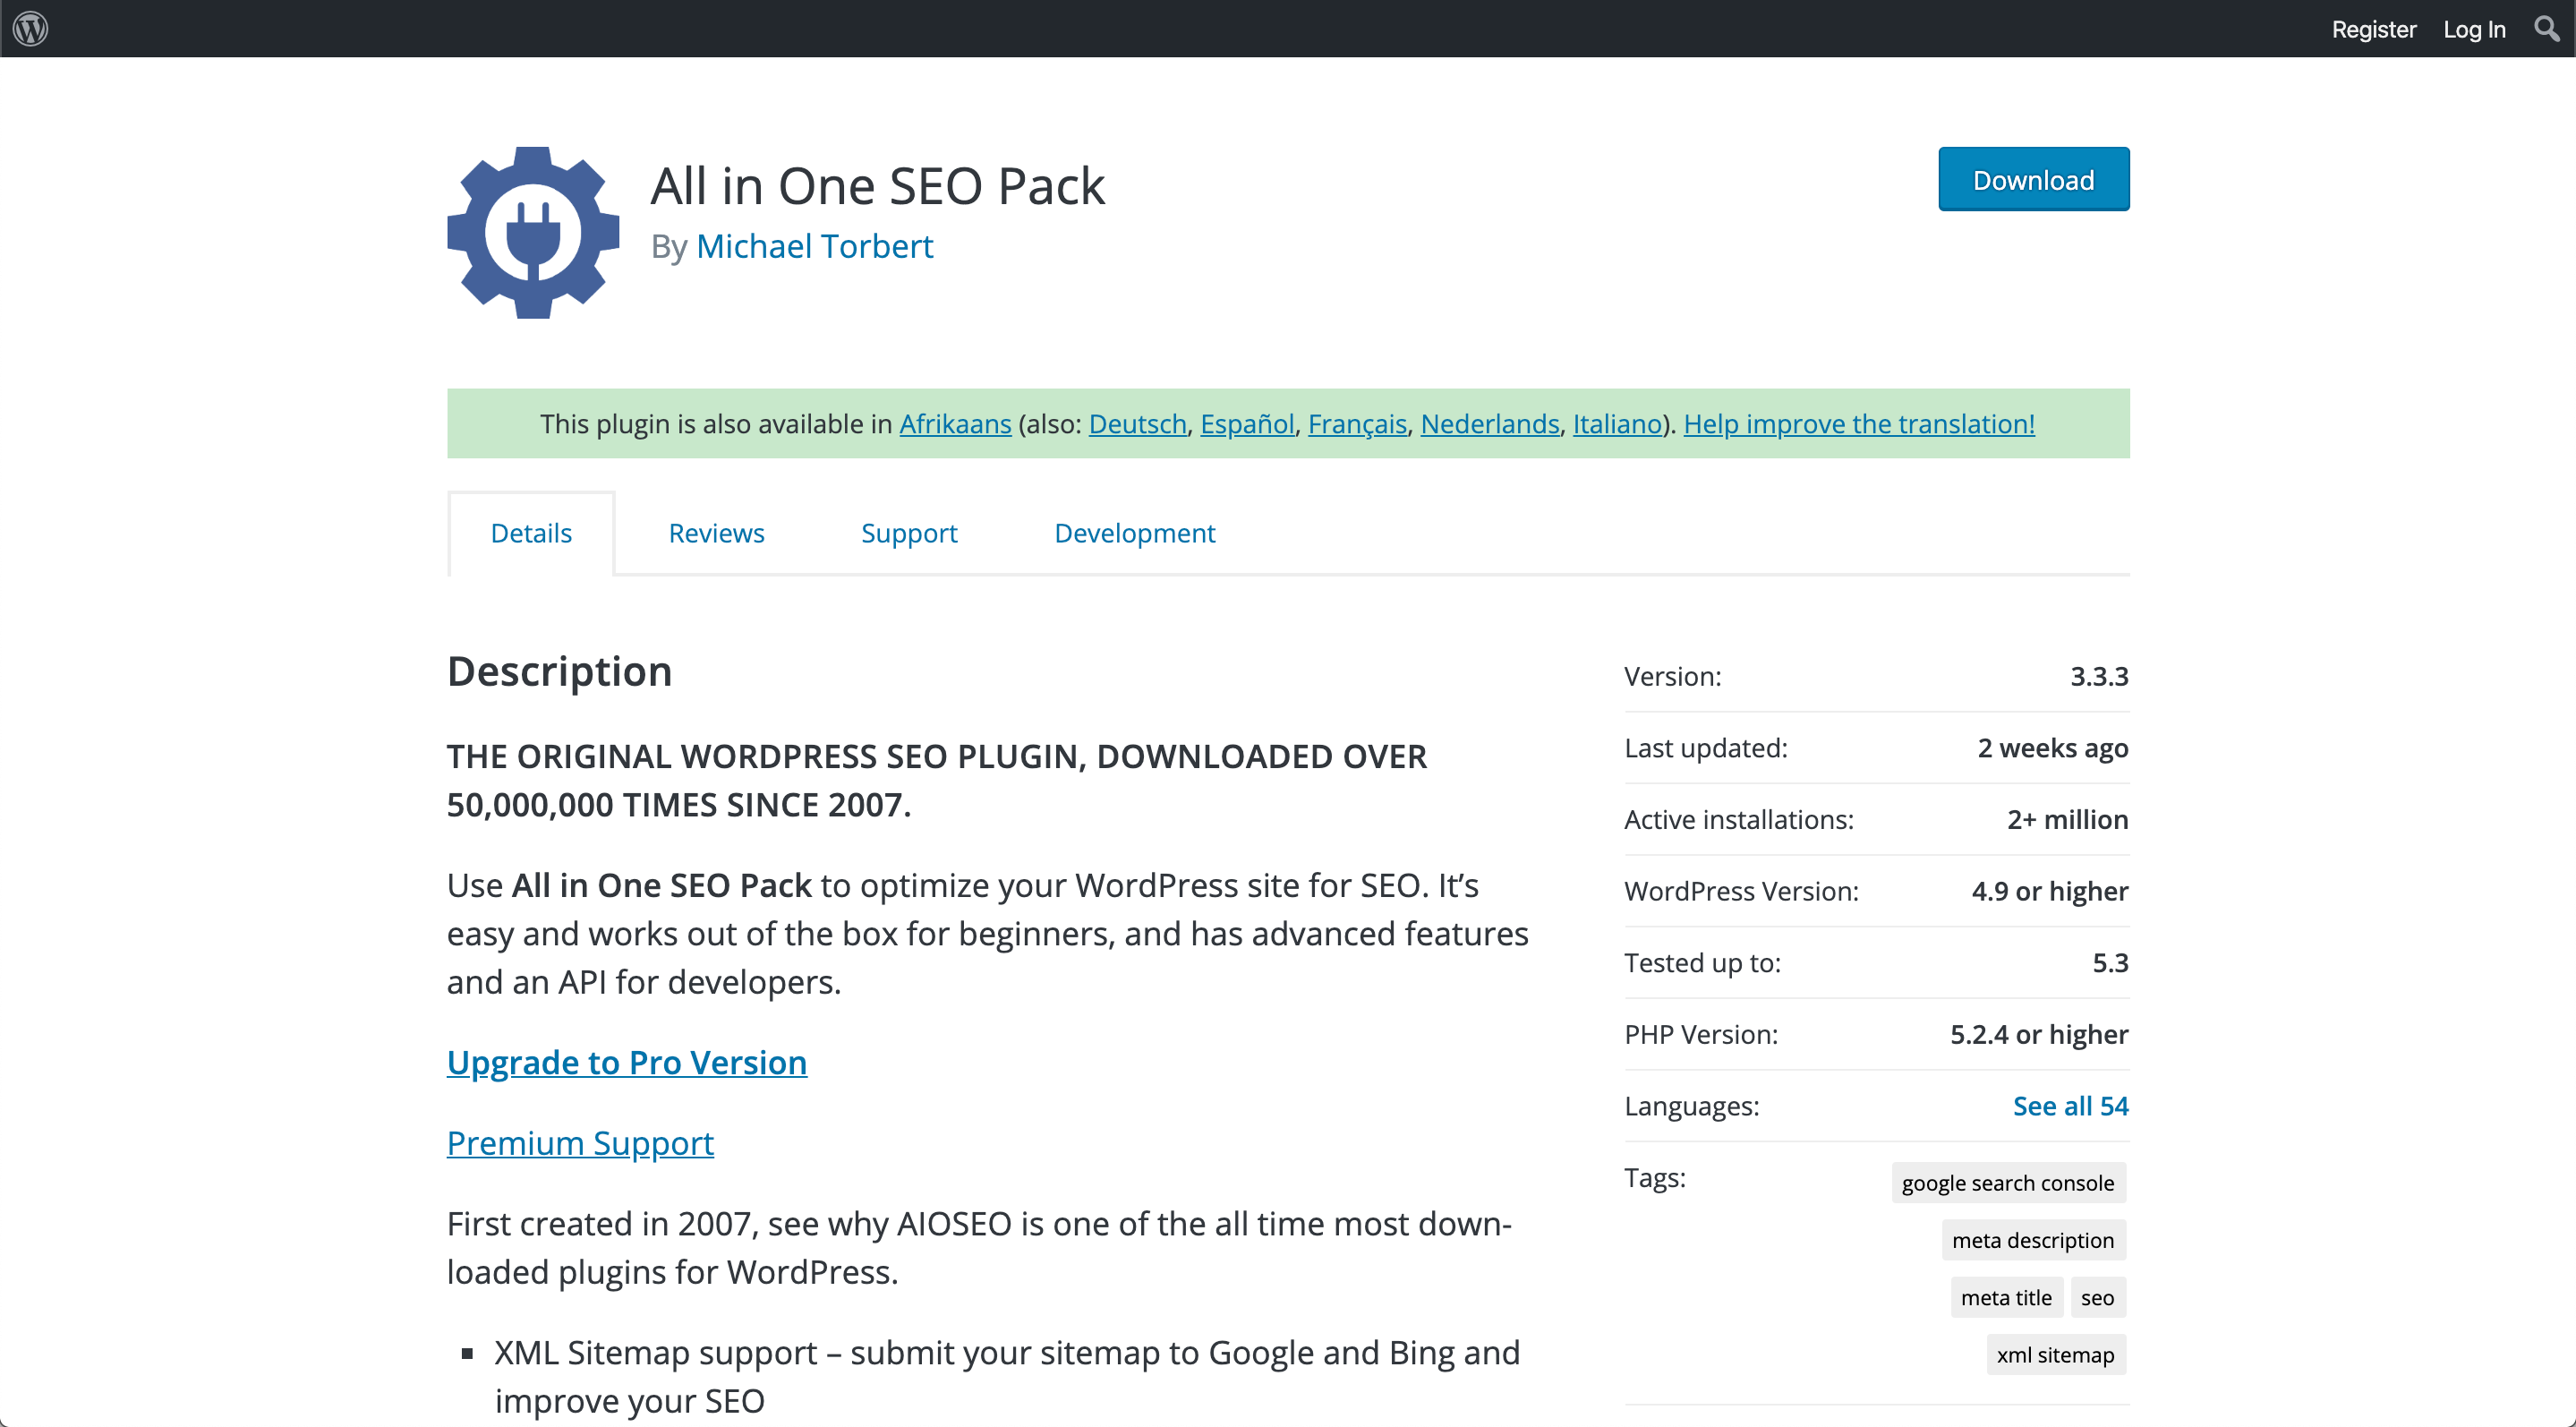 Register Log In
All in One SEO Pack
By Michael Torbert
Download
This plugin is also available in Afrikaans (also: Deutsch, Español, Français, Nederlands, Italiano). Help improve the translation!
Details Reviews Support Development
Description
THE ORIGINAL WORDPRESS SEO PLUGIN, DOWNLOADED OVER
50,000,000 TIMES SINCE 2007.
Use All in One SEO Pack to optimize your WordPress site for SEO. It’s
easy and works out of the box for beginners, and has advanced features
and an API for developers.
Upgrade to Pro Version
Premium Support
First created in 2007, see why AIOSEO is one of the all time most down-
loaded plugins for WordPress.
▪ XML Sitemap support – submit your sitemap to Google and Bing and
improve your SEO
Version: 3.3.3
Last updated: 2 weeks ago
Active installations: 2+ million
WordPress Version: 4.9 or higher
Tested up to: 5.3
PHP Version: 5.2.4 or higher
Languages: See all 54
Tags: google search console
meta description
meta title seo
xml sitemap